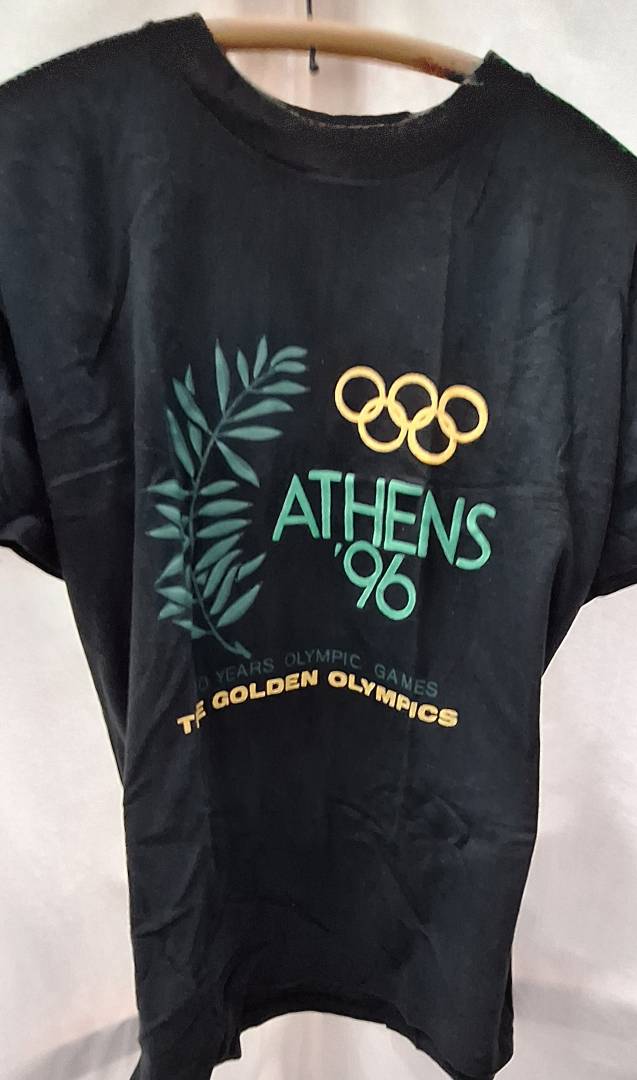 ATHENS
'96
YEARS OLYMPIC GAMES
GOLDEN OLYMPICS